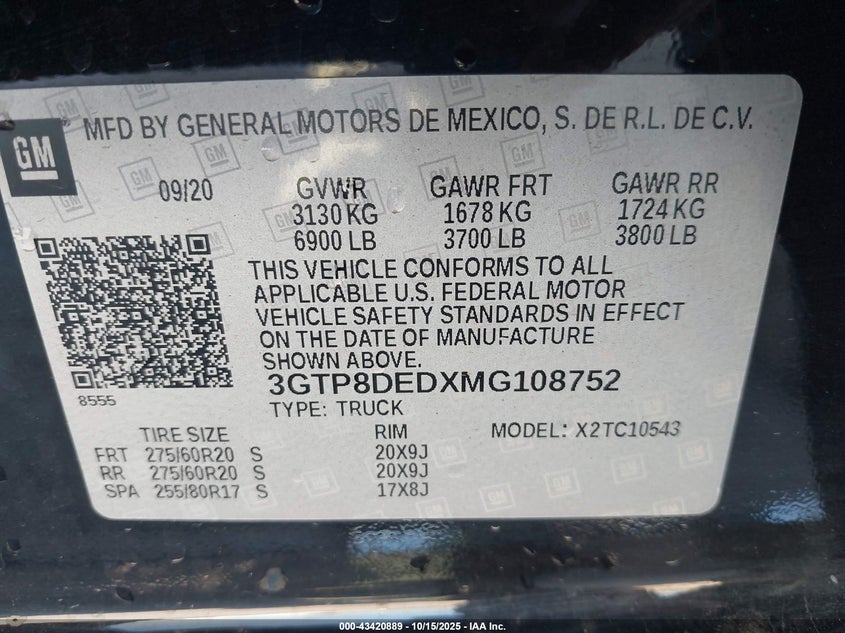 GM
MFD BY GENERAL MOTORS DE MEXICO, S. DE R.L. DE C.V.
09/20 GVWR GAWR FRT GAWR RR
3130 KG 1678 KG 1724 KG
6900 LB 3700 LB 3800 LB
THIS VEHICLE CONFORMS TO ALL
APPLICABLE U.S. FEDERAL MOTOR
VEHICLE SAFETY STANDARDS IN EFFECT
ON THE DATE OF MANUFACTURE
SHOWN ABOVE.
8555
3GTP8DEDXMG108752
TYPE: TRUCK
TIRE SIZE RIM MODEL: X2TC10543
FRT 275/60R20 S 20X9J
RR 275/60R20 S 20X9J
SPA 255/80R17 S 17X8J
000-43420889 - 10/15/2025 - IAA Inc.